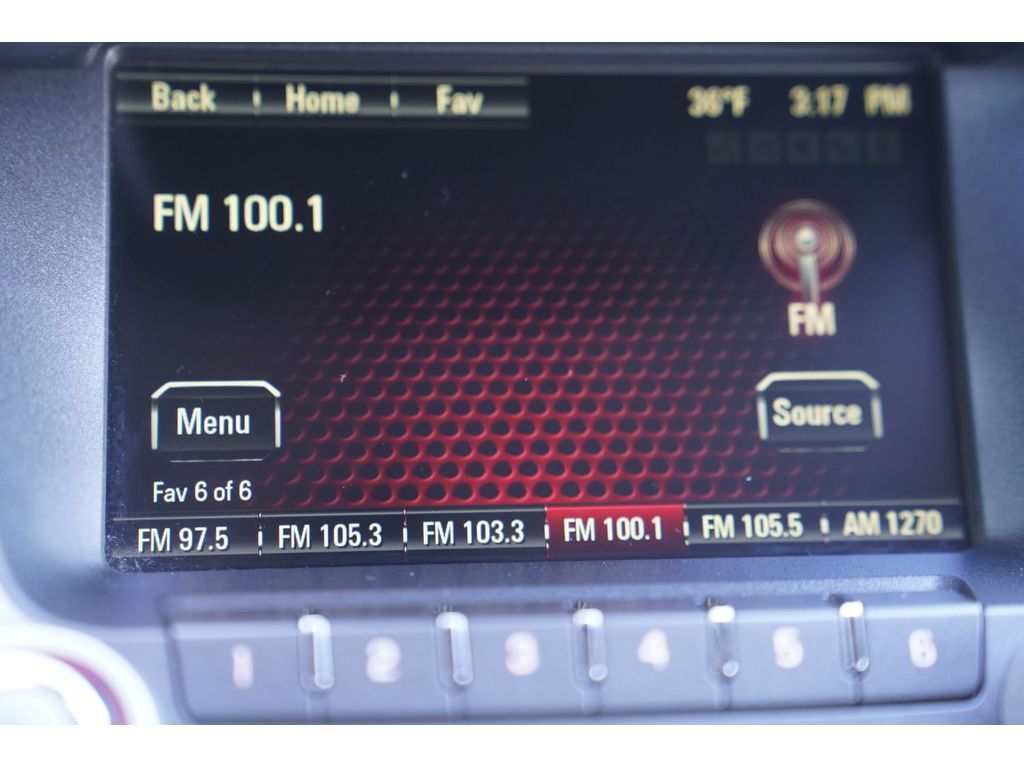 Back Home Fav 36°F 3:17 PM
FM 100.1
FM
Menu Source
Fav 6 of 6
FM 97.5 FM 105.3 FM 103.3 FM 100.1 FM 105.5 AM 1270
1 2 3 4 5 6